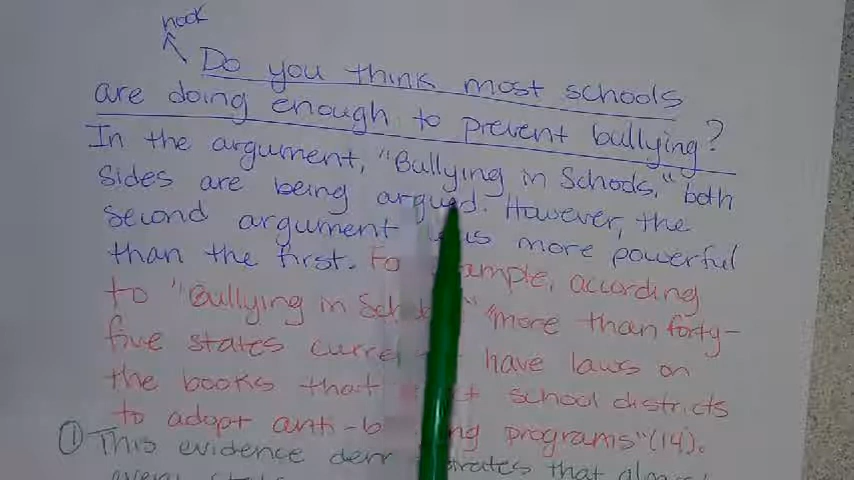 hook
Do you think most schools
are doing enough to prevent bullying?
In the argument, "Bullying in Schools," both
sides are being argued. However, the
second argument was more powerful
than the first. For example, according
to "Bullying in Schools" "more than forty-
five states have laws on
the books that school districts
to adopt anti- programs" (14).
① This evidence that
every